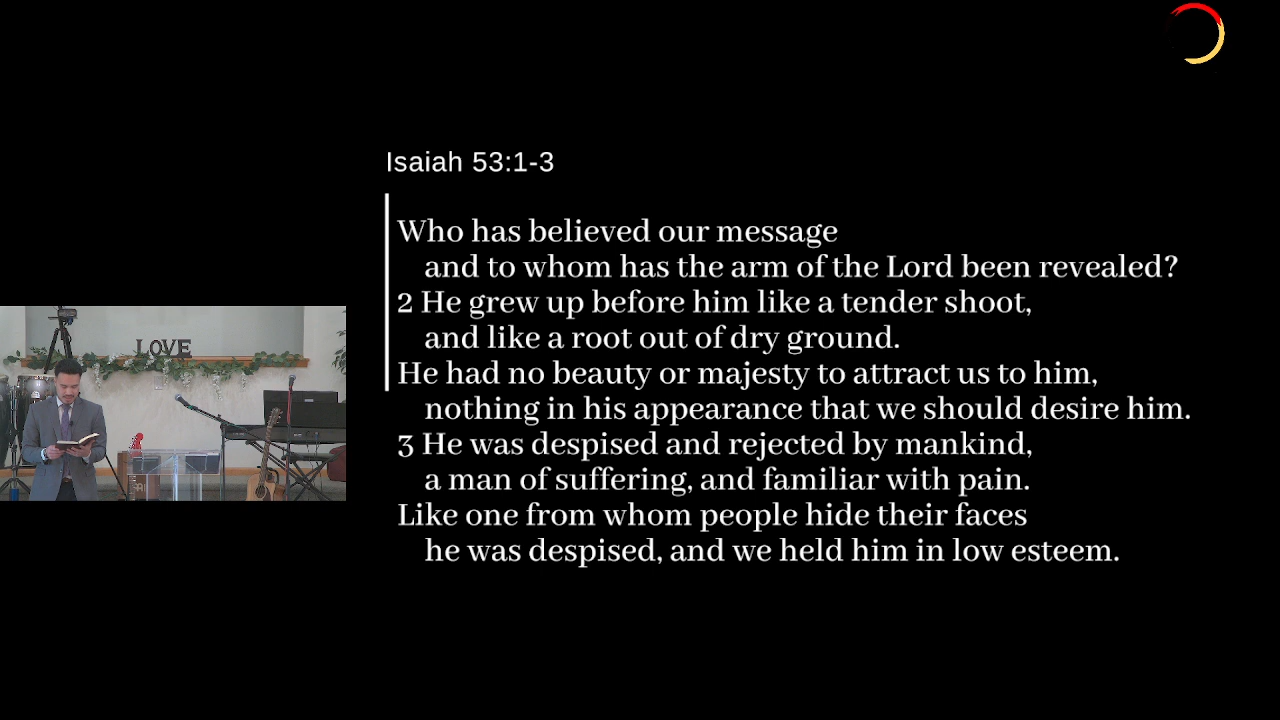 Isaiah 53:1-3
Who has believed our message
and to whom has the arm of the Lord been revealed?
2 He grew up before him like a tender shoot,
and like a root out of dry ground.
He had no beauty or majesty to attract us to him,
nothing in his appearance that we should desire him.
3 He was despised and rejected by mankind,
a man of suffering, and familiar with pain.
Like one from whom people hide their faces
he was despised, and we held him in low esteem.
LOVE